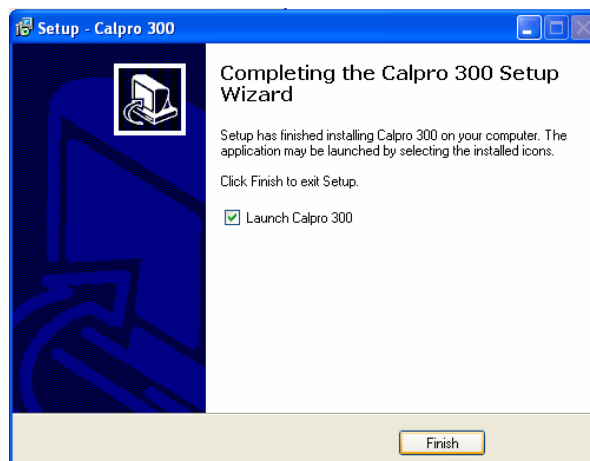 Setup - Calpro 300
Completing the Calpro 300 Setup
Wizard
Setup has finished installing Calpro 300 on your computer. The
application may be launched by selecting the installed icons.
Click Finish to exit Setup.
Launch Calpro 300
Finish